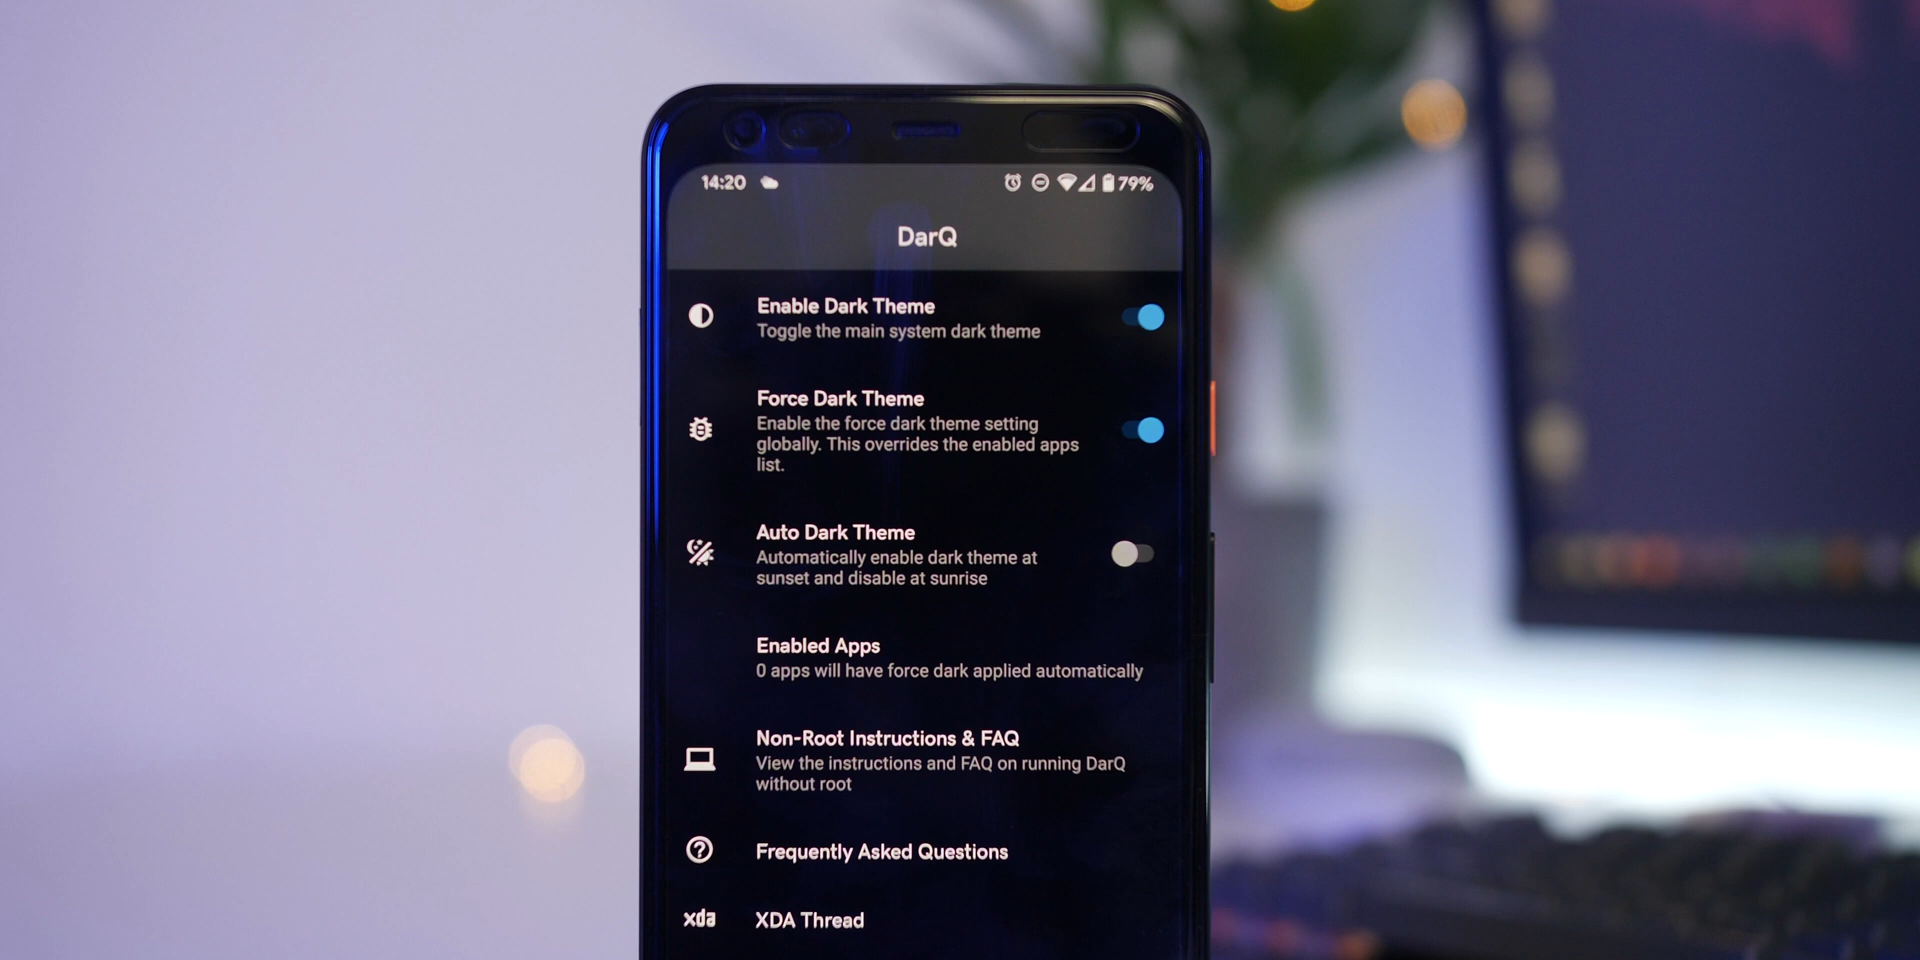 14:20 79%
DarQ
Enable Dark Theme
Toggle the main system dark theme
Force Dark Theme
Enable the force dark theme setting
globally. This overrides the enabled apps
list.
Auto Dark Theme
Automatically enable dark theme at
sunset and disable at sunrise
Enabled Apps
0 apps will have force dark applied automatically
Non-Root Instructions & FAQ
View the instructions and FAQ on running DarQ
without root
Frequently Asked Questions
xda XDA Thread